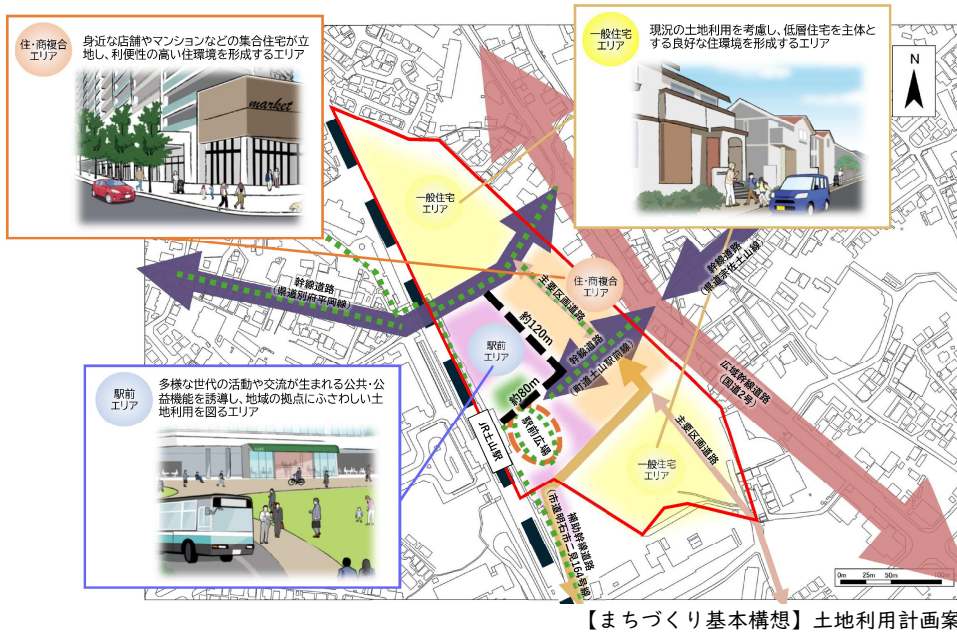 住・商複合
エリア
身近な店舗やマンションなどの集合住宅が立
地し、利便性の高い住環境を形成するエリア
market
一般住宅
エリア
現況の土地利用を考慮し、低層住宅を主体と
する良好な住環境を形成するエリア
N
一般住宅
エリア
幹線道路
(県道宗佐土山線)
幹線道路
(県道別府平岡線)
住・商複合
エリア
主要区画道路
約120m
駅前
エリア
幹線道路
(町道土山駅前線)
広域幹線道路
(国道2号)
約80m
駅前広場
JR土山駅
主要区画道路
一般住宅
エリア
補助幹線道路
(市道明石市二見164号線)
駅前
エリア
多様な世代の活動や交流が生まれる公共・公
益機能を誘導し、地域の拠点にふさわしい土
地利用を図るエリア
0m 25m 50m 100m
【まちづくり基本構想】土地利用計画案